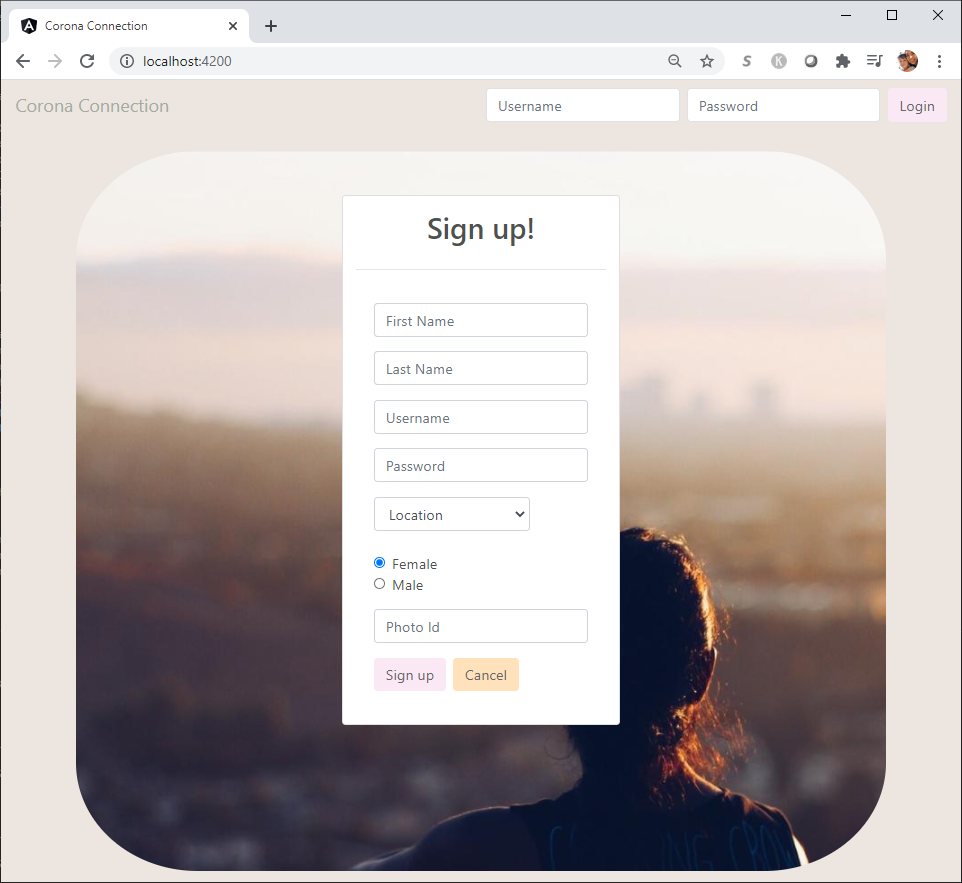 Corona Connection
localhost:4200
Corona Connection
Username
Password
Login
Sign up!
First Name
Last Name
Username
Password
Location
Female
Male
Photo Id
Sign up
Cancel